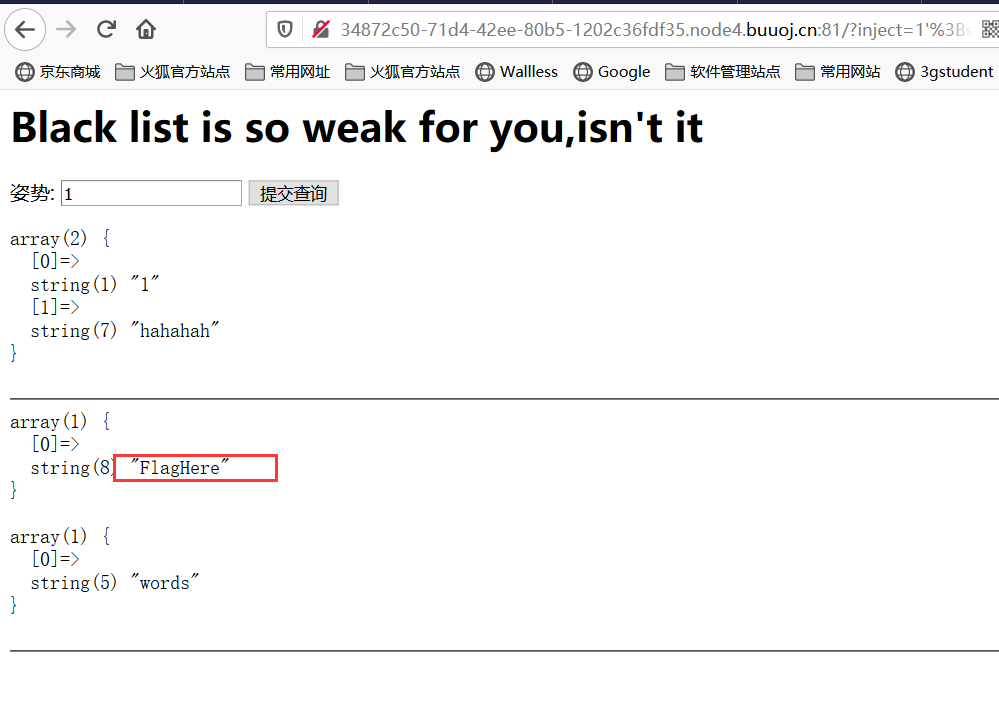 34872c50-71d4-42ee-80b5-1202c36fdf35.node4.buuoj.cn:81/?inject=1'%3B
京东商城 火狐官方站点 常用网址 火狐官方站点 Wallless Google 软件管理站点 常用网站 3gstudent
Black list is so weak for you,isn't it
姿势: 1 提交查询
array(2) {
[0]=>
string(1) "1"
[1]=>
string(7) "hahahah"
}
array(1) {
[0]=>
string(8) "FlagHere"
}
array(1) {
[0]=>
string(5) "words"
}